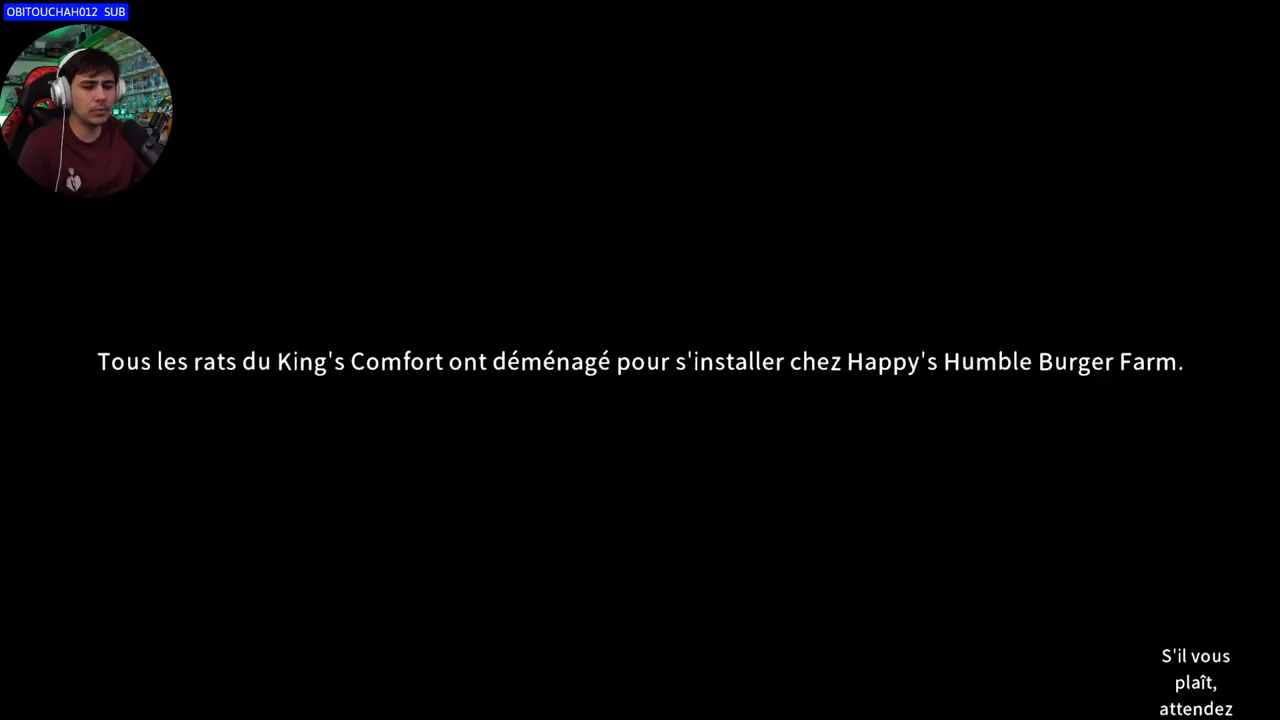 OBITOUCHAH012 SUB
Tous les rats du King's Comfort ont déménagé pour s'installer chez Happy's Humble Burger Farm.
S'il vous
plaît,
attendez